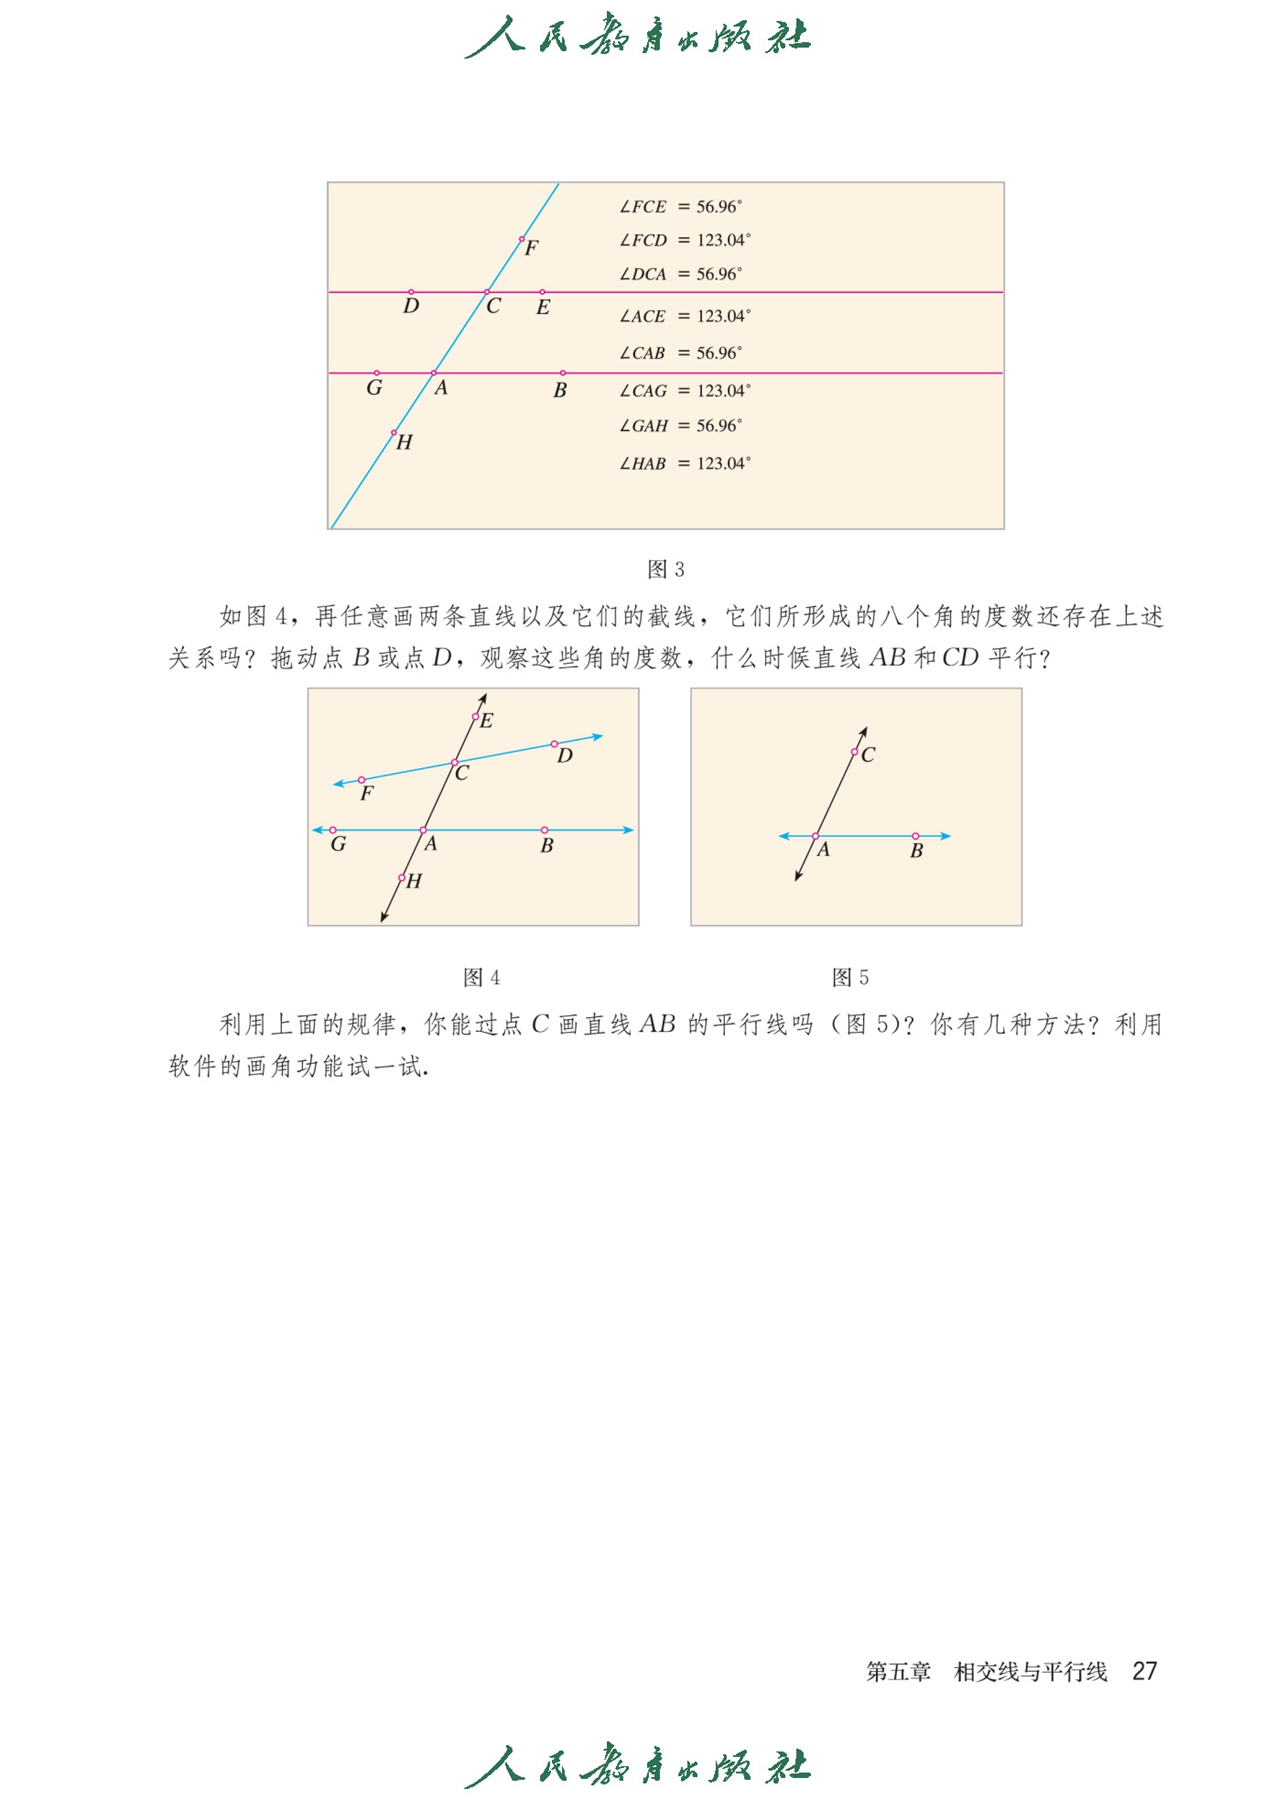 人民教育出版社
∠FCE = 56.96°
∠FCD = 123.04°
∠DCA = 56.96°
∠ACE = 123.04°
∠CAB = 56.96°
∠CAG = 123.04°
∠GAH = 56.96°
∠HAB = 123.04°
F
D C E
G A B
H
图 3
如图 4，再任意画两条直线以及它们的截线，它们所形成的八个角的度数还存在上述
关系吗？拖动点 B 或点 D，观察这些角的度数，什么时候直线 AB 和 CD 平行？
E
D
C
F
G A B
H
C
A B
图 4
图 5
利用上面的规律，你能过点 C 画直线 AB 的平行线吗（图 5）？你有几种方法？利用
软件的画角功能试一试.
第五章 相交线与平行线 27
人民教育出版社